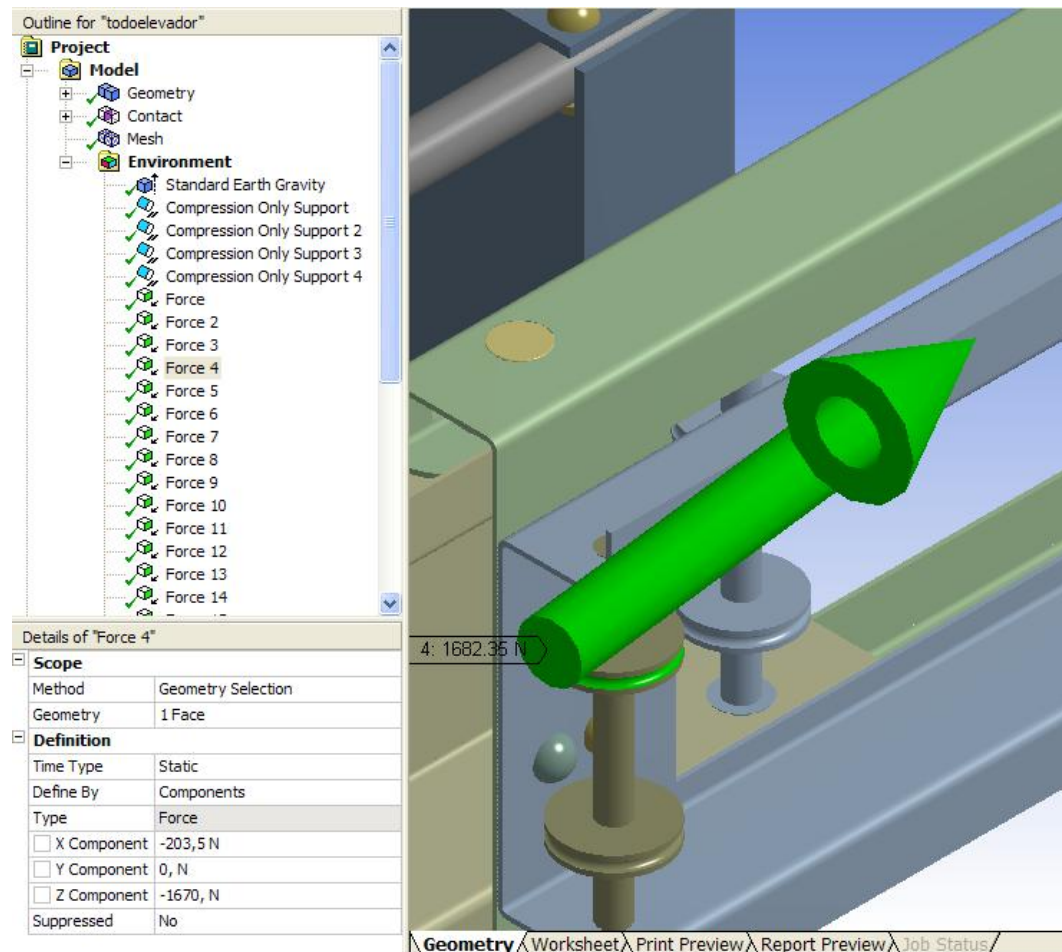 Outline for "todoelevador"
Project
Model
Geometry
Contact
Mesh
Environment
Standard Earth Gravity
Compression Only Support
Compression Only Support 2
Compression Only Support 3
Compression Only Support 4
Force
Force 2
Force 3
Force 4
Force 5
Force 6
Force 7
Force 8
Force 9
Force 10
Force 11
Force 12
Force 13
Force 14
Details of "Force 4"
Scope
Method Geometry Selection
Geometry 1 Face
Definition
Time Type Static
Define By Components
Type Force
X Component -203,5 N
Y Component 0, N
Z Component -1670, N
Suppressed No
4: 1682.35 N
Geometry Worksheet Print Preview Report Preview Job Status